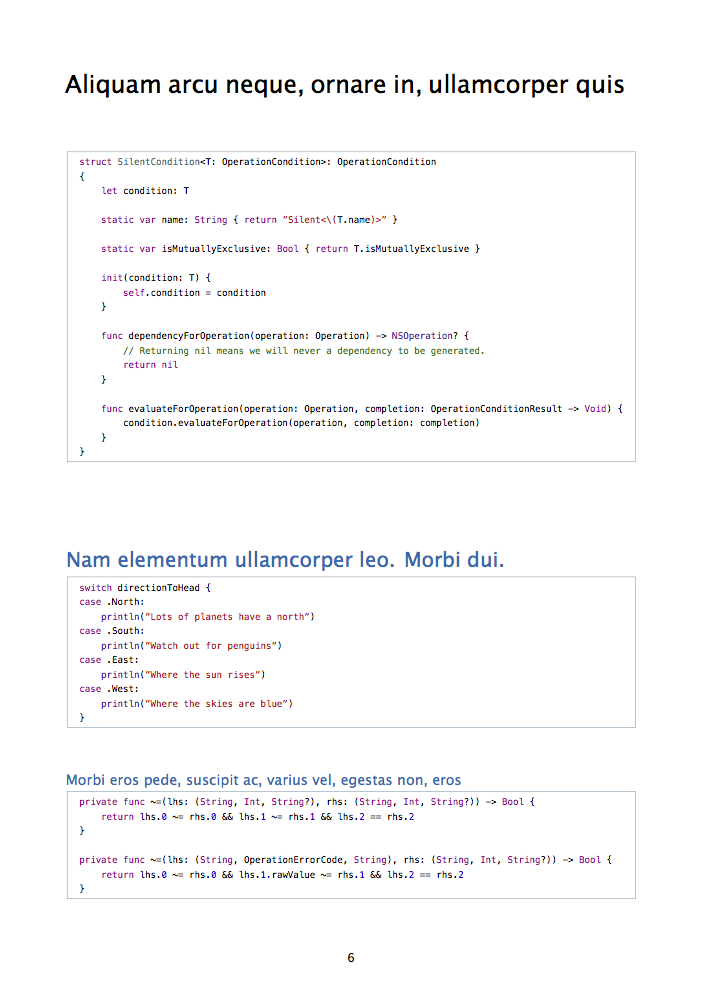 Aliquam arcu neque, ornare in, ullamcorper quis
struct SilentCondition<T: OperationCondition>: OperationCondition
{
    let condition: T

    static var name: String { return ”Silent<\(T.name)>” }

    static var isMutuallyExclusive: Bool { return T.isMutuallyExclusive }

    init(condition: T) {
        self.condition = condition
    }

    func dependencyForOperation(operation: Operation) -> NSOperation? {
        // Returning nil means we will never a dependency to be generated.
        return nil
    }

    func evaluateForOperation(operation: Operation, completion: OperationConditionResult -> Void) {
        condition.evaluateForOperation(operation, completion: completion)
    }
}
Nam elementum ullamcorper leo. Morbi dui.
switch directionToHead {
case .North:
    println(”Lots of planets have a north”)
case .South:
    println(”Watch out for penguins”)
case .East:
    println(”Where the sun rises”)
case .West:
    println(”Where the skies are blue”)
}
Morbi eros pede, suscipit ac, varius vel, egestas non, eros
private func ~=(lhs: (String, Int, String?), rhs: (String, Int, String?)) -> Bool {
    return lhs.0 ~= rhs.0 && lhs.1 ~= rhs.1 && lhs.2 == rhs.2
}

private func ~=(lhs: (String, OperationErrorCode, String), rhs: (String, Int, String?)) -> Bool {
    return lhs.0 ~= rhs.0 && lhs.1.rawValue ~= rhs.1 && lhs.2 == rhs.2
}
6